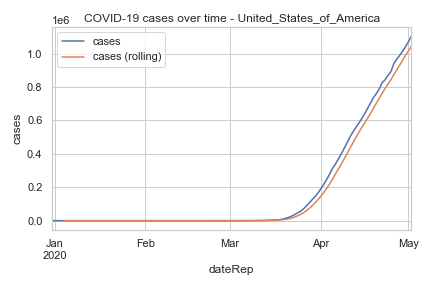 COVID-19 cases over time - United_States_of_America
1e6
cases
cases (rolling)
1.0
0.8
0.6
0.4
0.2
0.0
cases
Jan Feb Mar Apr May
2020
dateRep